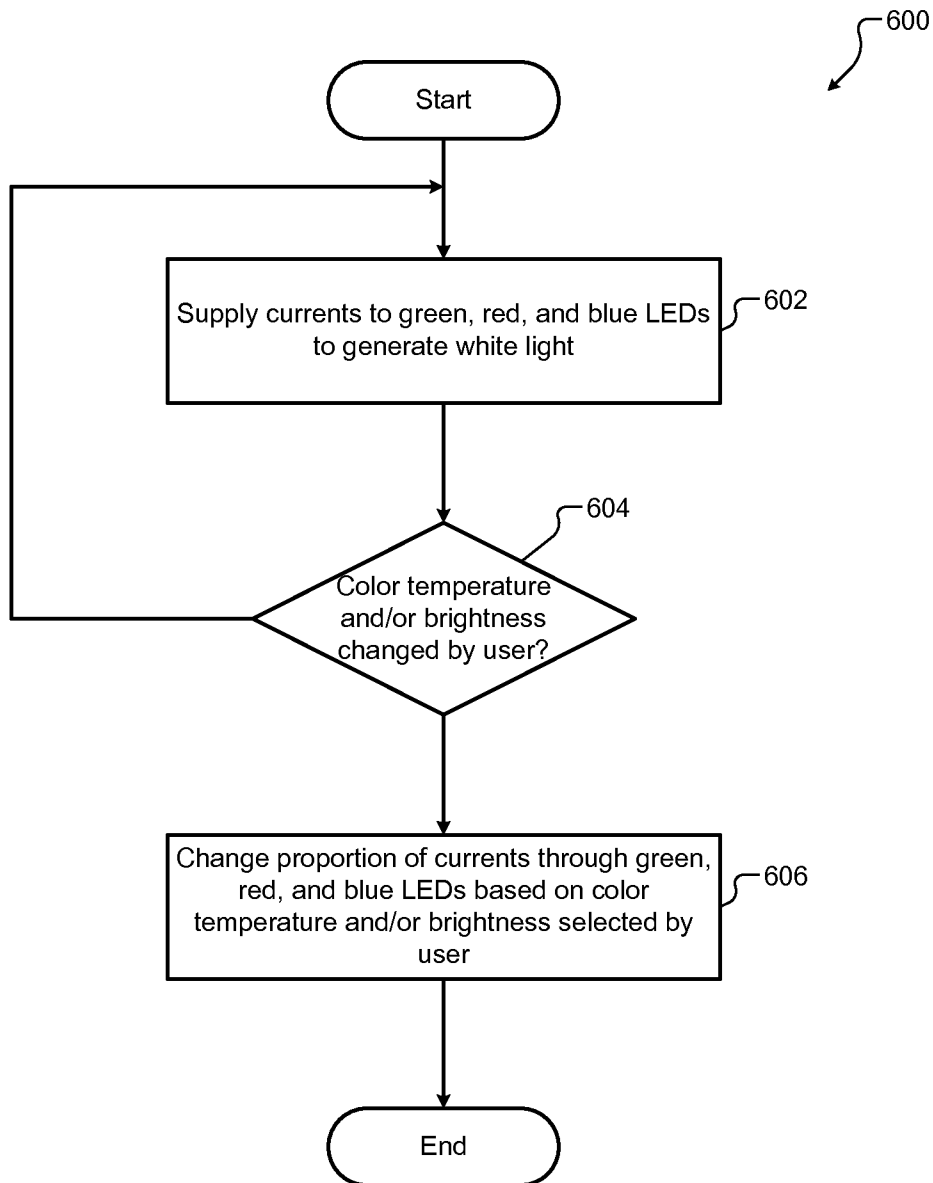 600
Start
Supply currents to green, red, and blue LEDs
to generate white light
602
604
Color temperature
and/or brightness
changed by user?
Change proportion of currents through green,
red, and blue LEDs based on color
temperature and/or brightness selected by
user
606
End